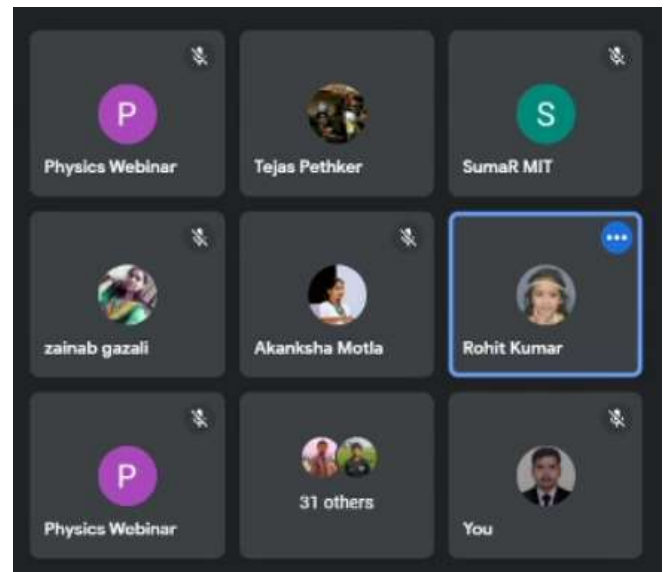 P
Physics Webinar
Tejas Pethker
S
SumaR MIT
zainab gazali
Akanksha Motla
Rohit Kumar
P
Physics Webinar
31 others
You